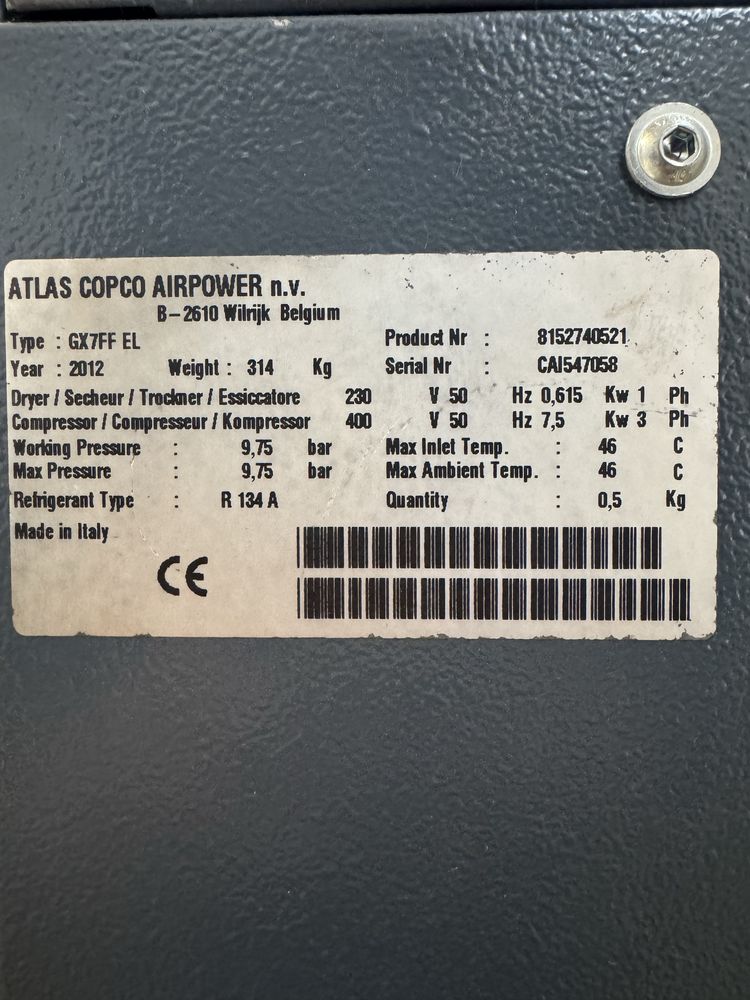 ATLAS COPCO AIRPOWER n.v.
B-2610 Wilrijk Belgium
Type : GX7FF EL Product Nr : 8152740521
Year : 2012 Weight : 314 Kg Serial Nr : CAI547058
Dryer / Secheur / Trockner / Essiccatore 230 V 50 Hz 0,615 Kw 1 Ph
Compressor / Compresseur / Kompressor 400 V 50 Hz 7,5 Kw 3 Ph
Working Pressure : 9,75 bar Max Inlet Temp. : 46 C
Max Pressure : 9,75 bar Max Ambient Temp. : 46 C
Refrigerant Type : R 134 A Quantity : 0,5 Kg
Made in Italy
CE